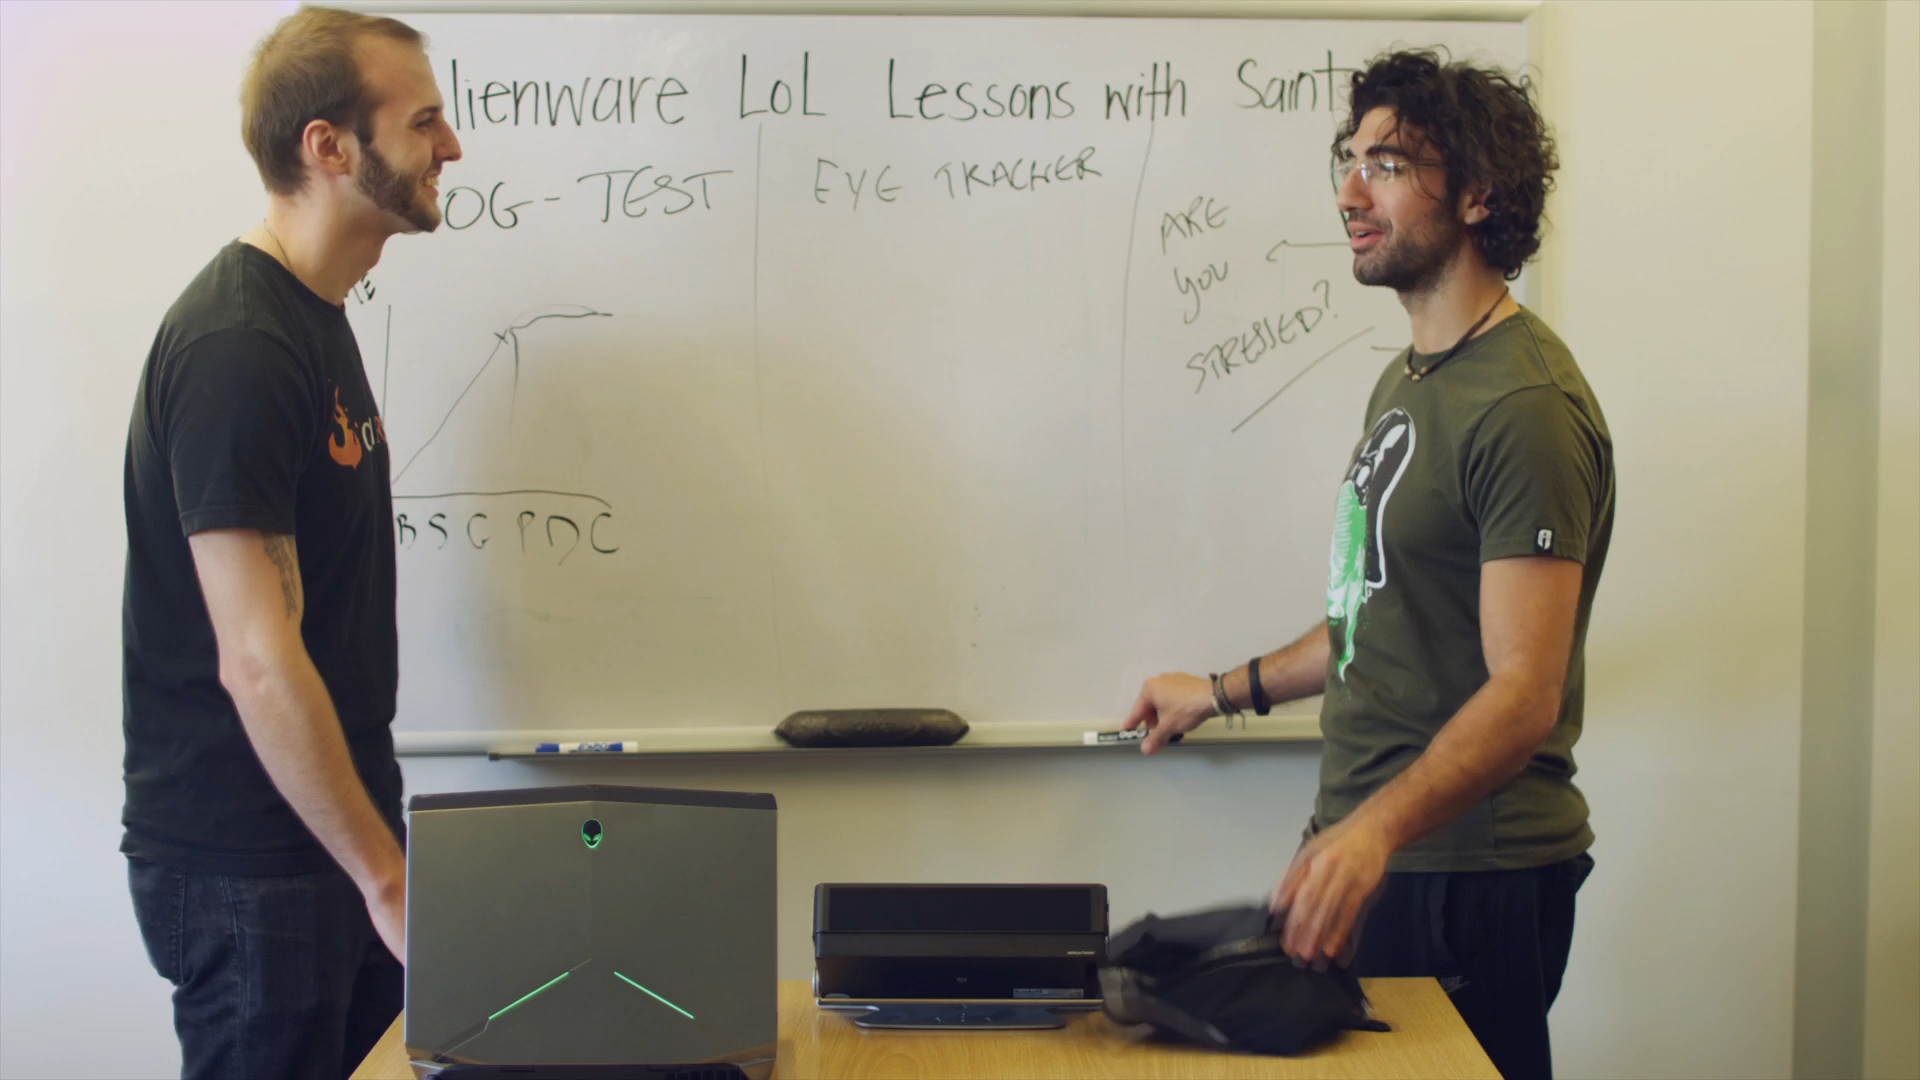 lienware LoL Lessons with Saint
OG-TEST
EYE TRACKER
ARE
YOU
STRESSED?
B S G P D C